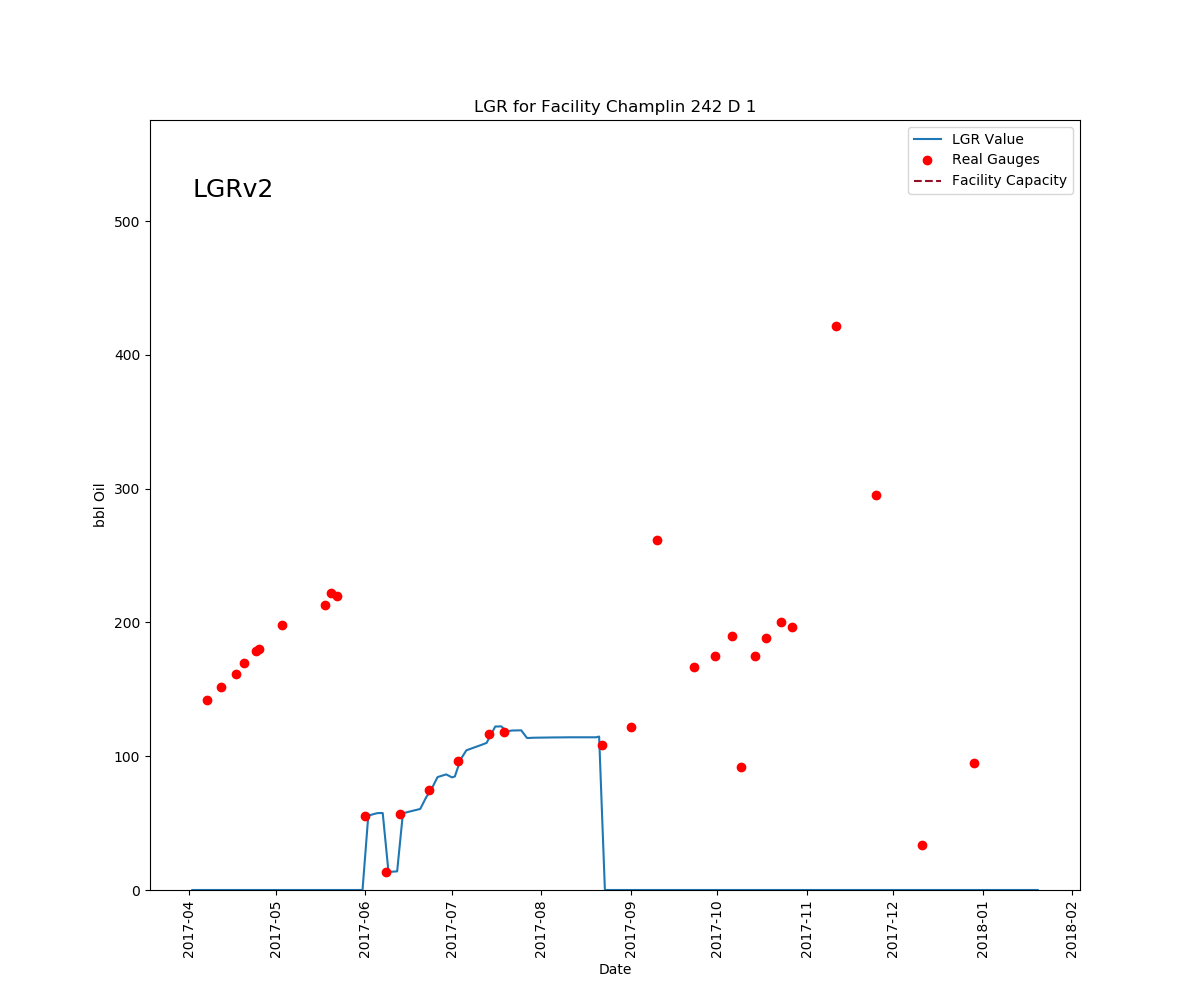 LGR for Facility Champlin 242 D 1
LGR Value
Real Gauges
Facility Capacity
LGRv2
500
400
300
200
100
0
bbl Oil
2017-04
2017-05
2017-06
2017-07
2017-08
2017-09
2017-10
2017-11
2017-12
2018-01
2018-02
Date